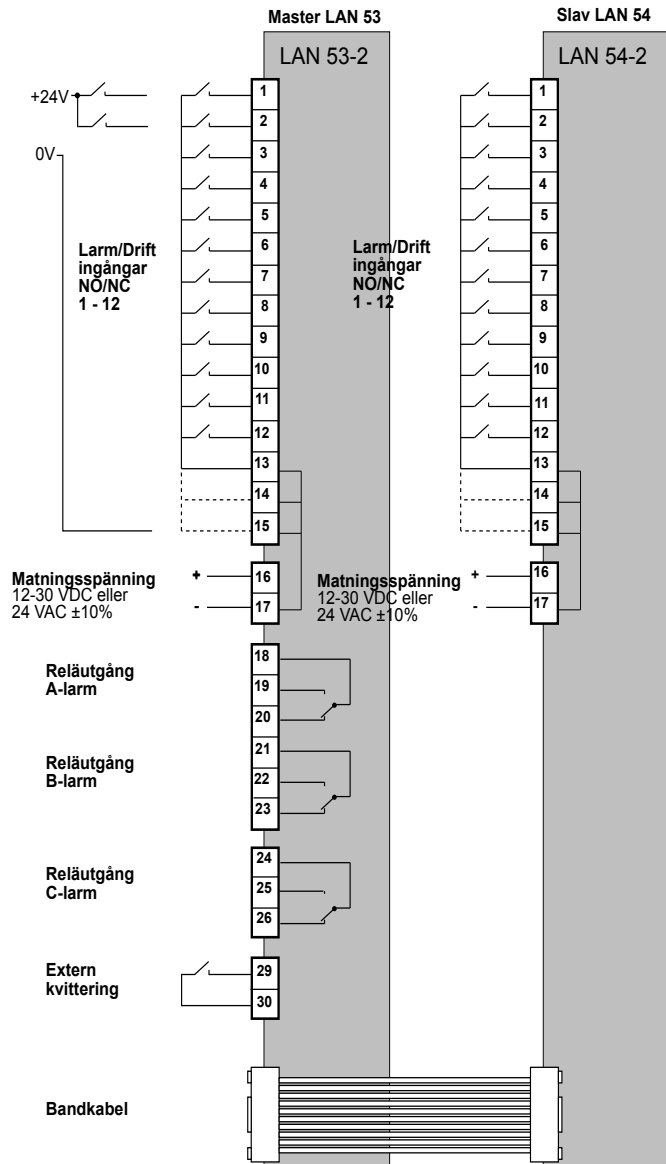 Master LAN 53
Slav LAN 54
LAN 53-2
LAN 54-2
+24V
0V
Larm/Drift
ingångar
NO/NC
1 - 12
1
2
3
4
5
6
7
8
9
10
11
12
13
14
15
Larm/Drift
ingångar
NO/NC
1 - 12
1
2
3
4
5
6
7
8
9
10
11
12
13
14
15
Matningsspänning
12-30 VDC eller
24 VAC ±10%
+
-
16
17
Matningsspänning
12-30 VDC eller
24 VAC ±10%
+
-
16
17
Reläutgång
A-larm
18
19
20
Reläutgång
B-larm
21
22
23
Reläutgång
C-larm
24
25
26
Extern
kvittering
29
30
Bandkabel